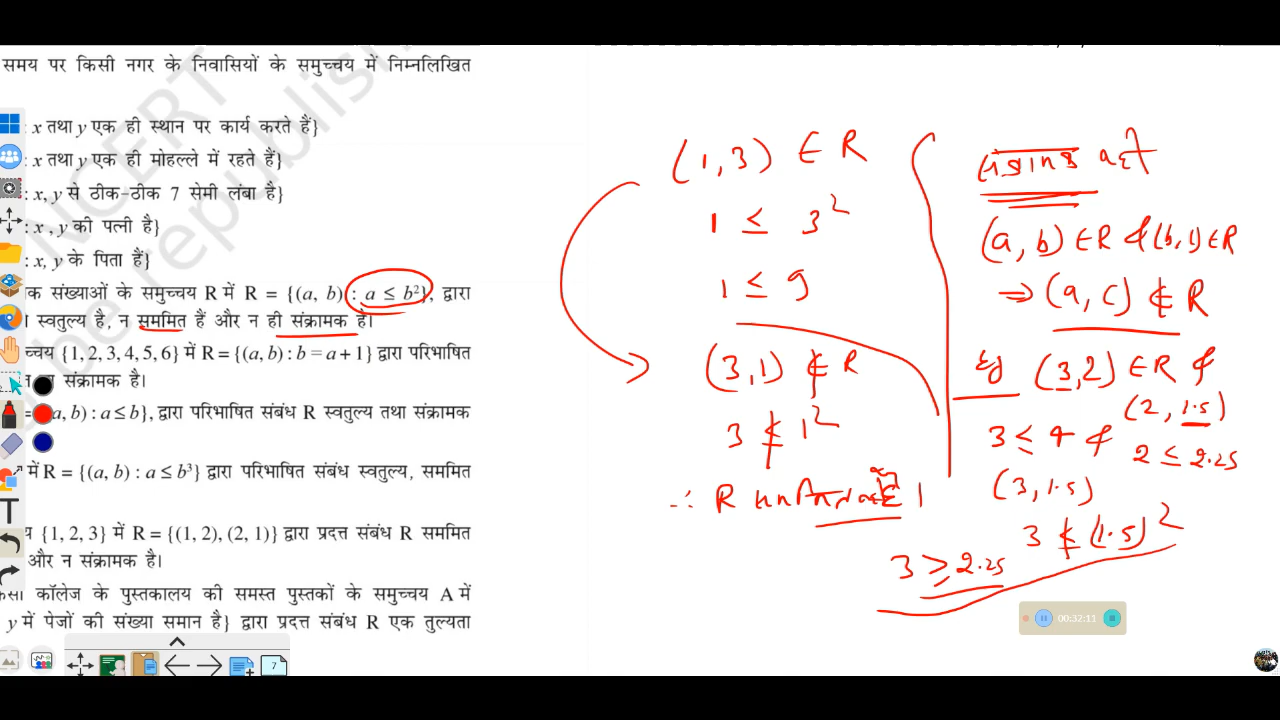 समय पर किसी नगर के निवासियों के समुच्चय में निम्नलिखित
: x तथा y एक ही स्थान पर कार्य करते हैं}
: x तथा y एक ही मोहल्ले में रहते हैं}
: x, y से ठीक-ठीक 7 सेमी लंबा है}
: x , y की पत्नी है}
: x, y के पिता हैं}
क संख्याओं के समुच्चय R में R = {(a, b) : a ≤ b²}, द्वारा
स्वतुल्य है, न सममित हैं और न ही संक्रामक है।
च्चय {1, 2, 3, 4, 5, 6} में R = {(a, b) : b = a + 1} द्वारा परिभाषित
संक्रामक है।
a, b) : a ≤ b}, द्वारा परिभाषित संबंध R स्वतुल्य तथा संक्रामक
में R = {(a, b) : a ≤ b³} द्वारा परिभाषित संबंध स्वतुल्य, सममित
{1, 2, 3} में R = {(1, 2), (2, 1)} द्वारा प्रदत्त संबंध R सममित
और न संक्रामक है।
कॉलेज के पुस्तकालय की समस्त पुस्तकों के समुच्चय A में
y में पेजों की संख्या समान है} द्वारा प्रदत्त संबंध R एक तुल्यता
NCERT
be republish
(1, 3) ∈ R
1 ≤ 3²
1 ≤ 9
(3, 1) ∉ R
3 ≰ 1²
∴ R
(a, b) ∈ R & (b, c) ∈ R
⇒ (a, c) ∉ R
Eg (3, 2) ∈ R &
(2, 1.5)
3 ≤ 4 &
2 ≤ 2.25
(3, 1.5)
3 ≰ (1.5)²
3 ≥ 2.25
00:32:11
7